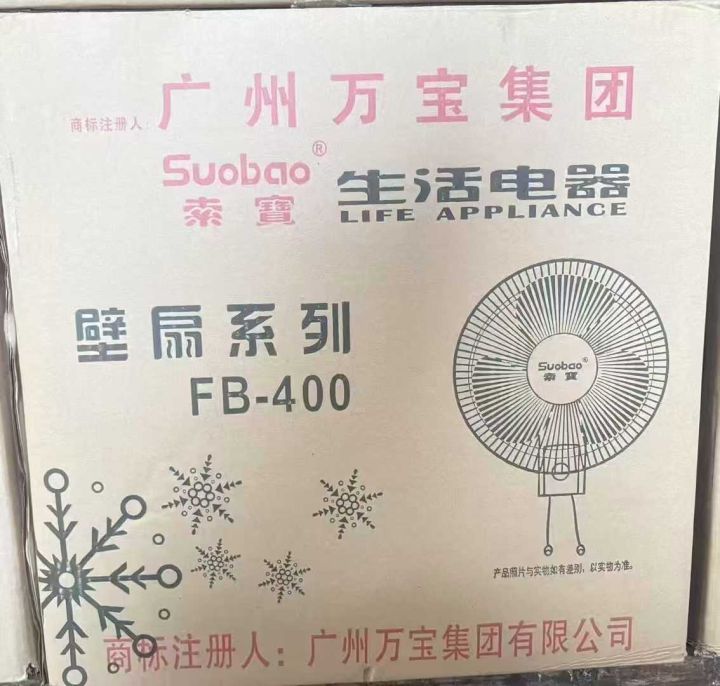 商标注册人：广州万宝集团
Suobao®
索寶
生活电器
LIFE APPLIANCE
壁扇系列
FB-400
Suobao®
索寶
产品照片与实物如有差别，以实物为准。
商标注册人：广州万宝集团有限公司